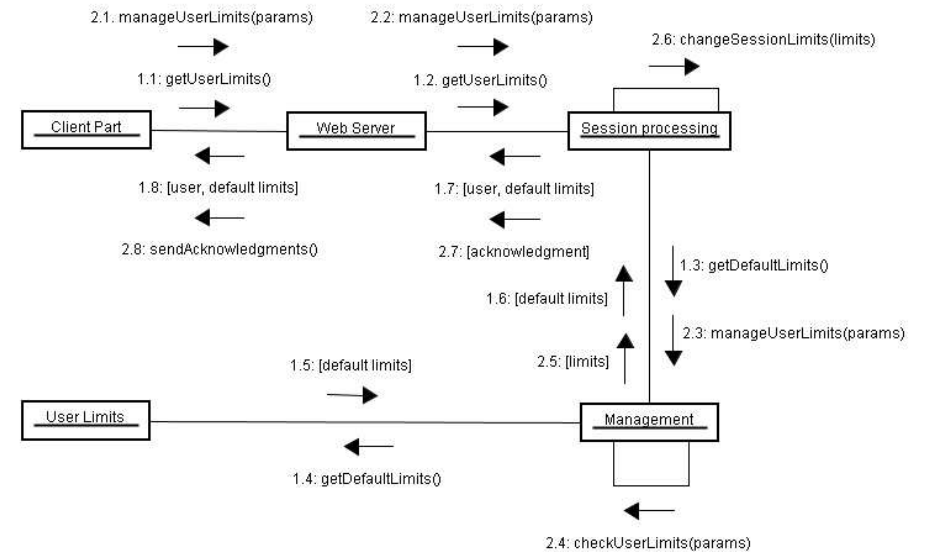 2.1. manageUserLimits(params)
2.2: manageUserLimits(params)
2.6: changeSessionLimits(limits)
1.1: getUserLimits()
1.2. getUserLimits()
Client Part
Web Server
Session processing
1.8: [user, default limits]
1.7: [user, default limits]
2.8: sendAcknowledgments()
2.7: [acknowledgment]
1.3: getDefaultLimits()
1.6: [default limits]
2.3: manageUserLimits(params)
2.5: [limits]
1.5: [default limits]
User Limits
Management
1.4: getDefaultLimits()
2.4: checkUserLimits(params)